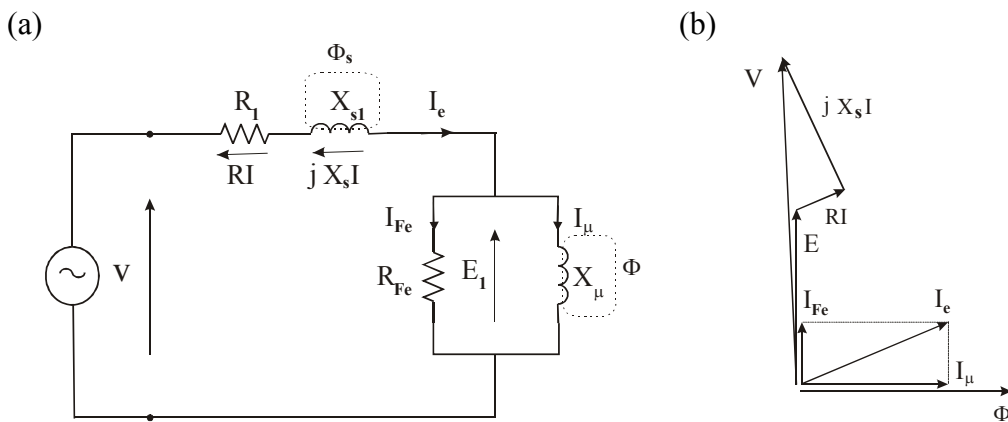 (a)
(b)
Φs
R1
Xs1
Ie
RI
j XsI
V
IFe
Iμ
RFe
E1
Xμ
Φ
V
j XsI
RI
E
IFe
Ie
Iμ
Φ